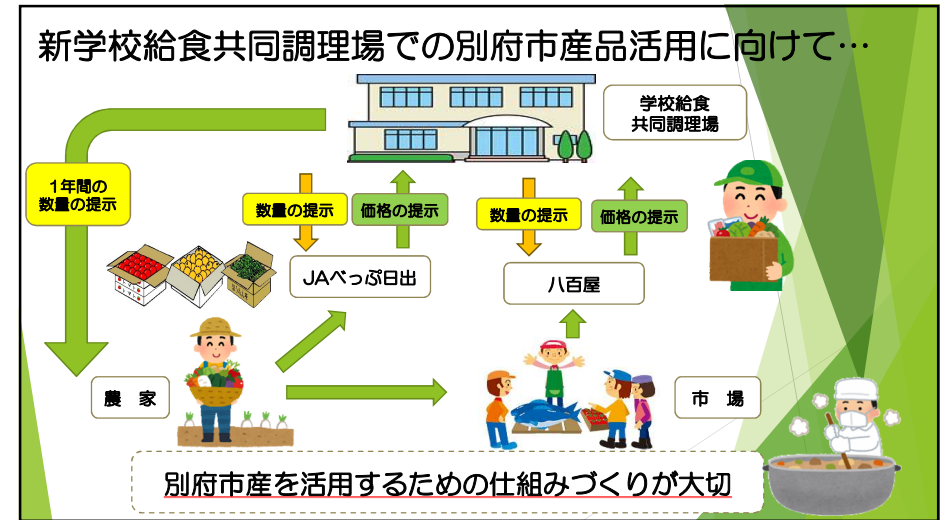 新学校給食共同調理場での別府市産品活用に向けて…
学校給食
共同調理場
1年間の
数量の提示
数量の提示
価格の提示
数量の提示
価格の提示
JAべっぷ日出
八百屋
農　家
市　場
別府市産を活用するための仕組みづくりが大切